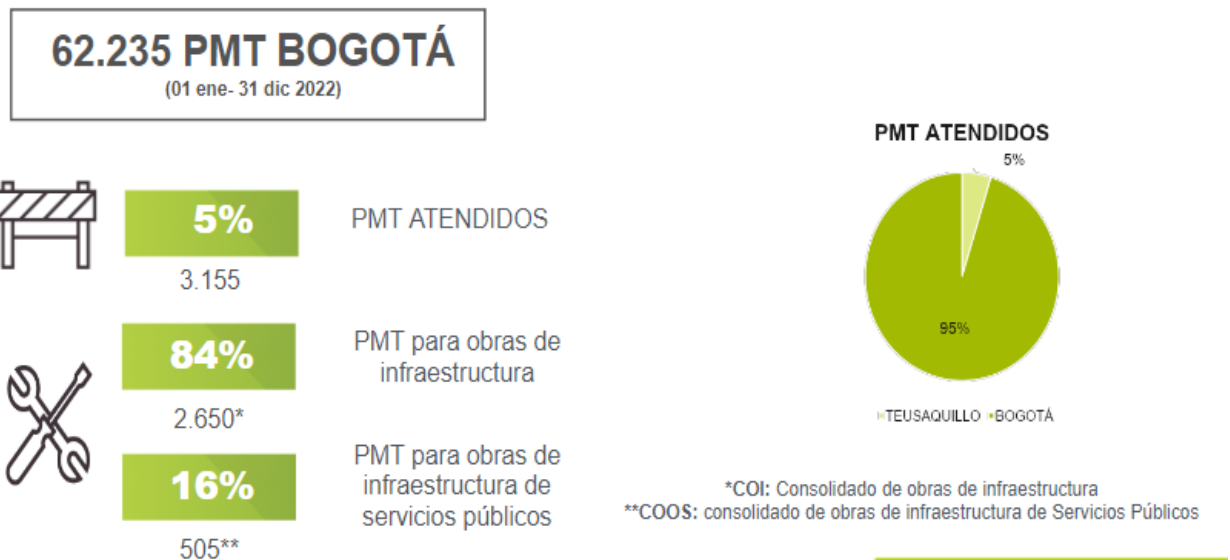 62.235 PMT BOGOTÁ
(01 ene- 31 dic 2022)
5%
PMT ATENDIDOS
3.155
84%
PMT para obras de
infraestructura
2.650*
16%
PMT para obras de
infraestructura de
servicios públicos
505**
PMT ATENDIDOS
5%
95%
TEUSAQUILLO BOGOTÁ
*COI: Consolidado de obras de infraestructura
**COOS: consolidado de obras de infraestructura de Servicios Públicos